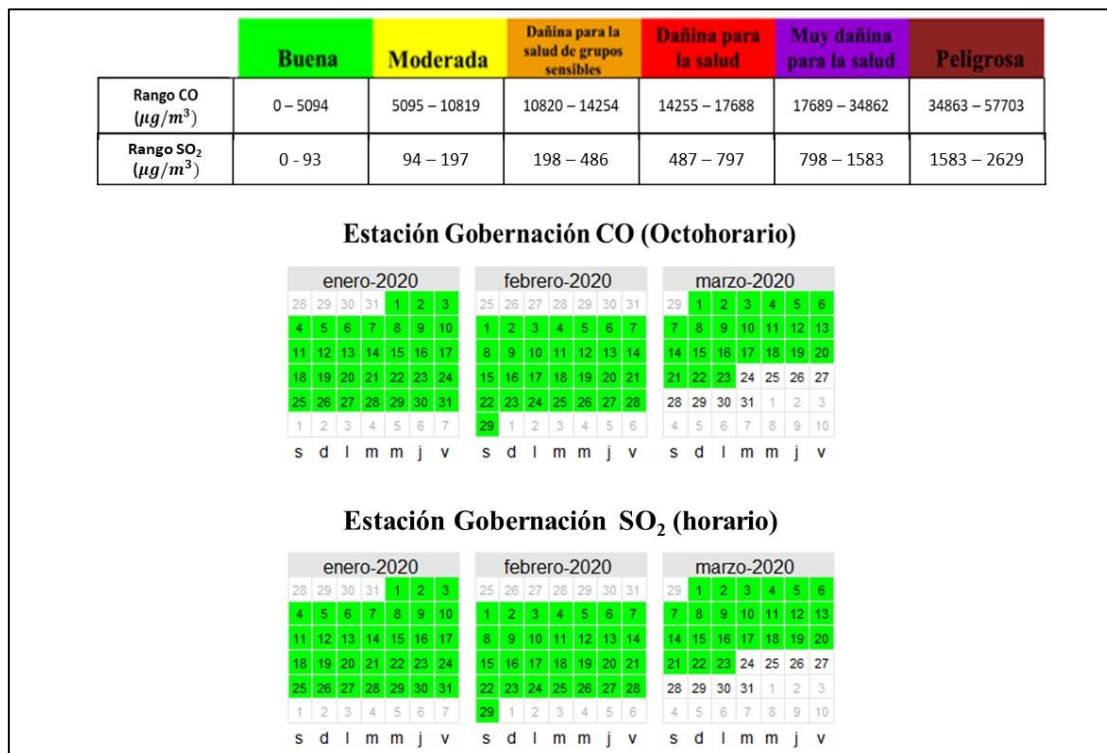 Buena Moderada Dañina para la salud de grupos sensibles Dañina para la salud Muy dañina para la salud Peligrosa
Rango CO (µg/m³) 0 – 5094 5095 – 10819 10820 – 14254 14255 – 17688 17689 – 34862 34863 – 57703
Rango SO₂ (µg/m³) 0 - 93 94 – 197 198 – 486 487 – 797 798 – 1583 1583 – 2629
Estación Gobernación CO (Octohorario)
enero-2020 febrero-2020 marzo-2020
28 29 30 31 1 2 3 25 26 27 28 29 30 31 29 1 2 3 4 5 6
4 5 6 7 8 9 10 1 2 3 4 5 6 7 7 8 9 10 11 12 13
11 12 13 14 15 16 17 8 9 10 11 12 13 14 14 15 16 17 18 19 20
18 19 20 21 22 23 24 15 16 17 18 19 20 21 21 22 23 24 25 26 27
25 26 27 28 29 30 31 22 23 24 25 26 27 28 28 29 30 31 1 2 3
1 2 3 4 5 6 7 29 1 2 3 4 5 6 4 5 6 7 8 9 10
s d l m m j v s d l m m j v s d l m m j v
Estación Gobernación SO₂ (horario)
enero-2020 febrero-2020 marzo-2020
28 29 30 31 1 2 3 25 26 27 28 29 30 31 29 1 2 3 4 5 6
4 5 6 7 8 9 10 1 2 3 4 5 6 7 7 8 9 10 11 12 13
11 12 13 14 15 16 17 8 9 10 11 12 13 14 14 15 16 17 18 19 20
18 19 20 21 22 23 24 15 16 17 18 19 20 21 21 22 23 24 25 26 27
25 26 27 28 29 30 31 22 23 24 25 26 27 28 28 29 30 31 1 2 3
1 2 3 4 5 6 7 29 1 2 3 4 5 6 4 5 6 7 8 9 10
s d l m m j v s d l m m j v s d l m m j v